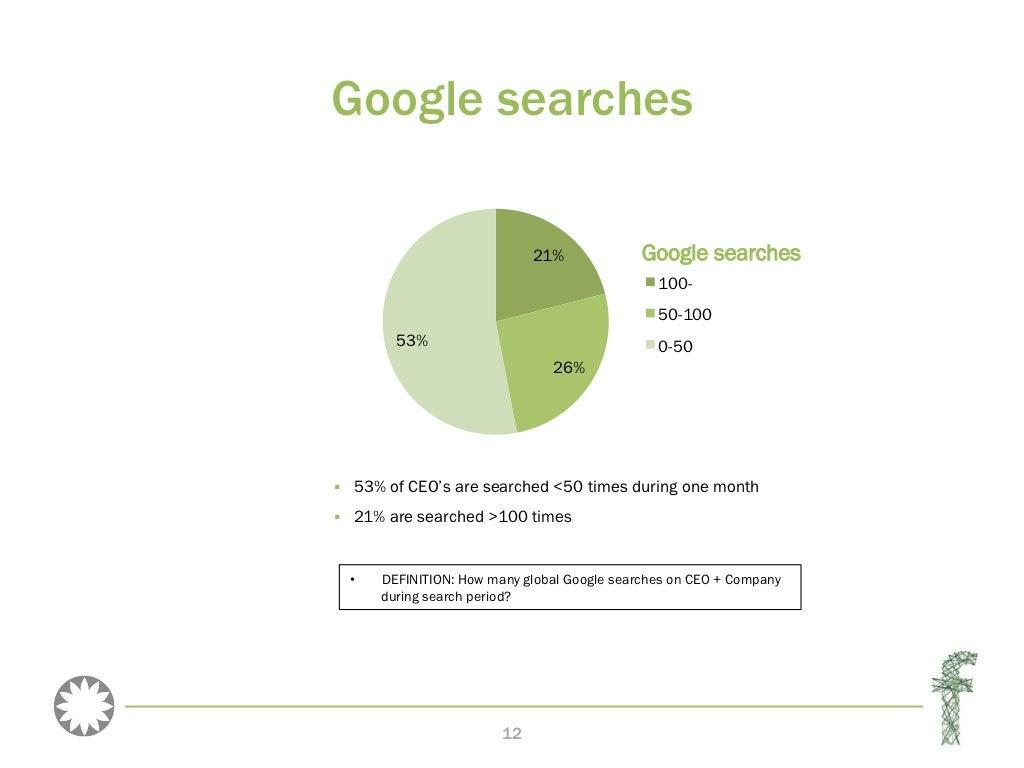 Google searches
21%
53%
26%
Google searches
100-
50-100
0-50
▪ 53% of CEO’s are searched <50 times during one month
▪ 21% are searched >100 times
• DEFINITION: How many global Google searches on CEO + Company
during search period?
f
12